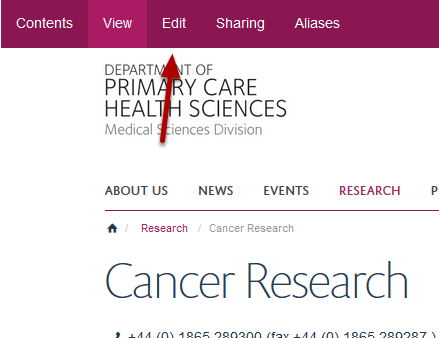 Contents View Edit Sharing Aliases
DEPARTMENT OF
PRIMARY CARE
HEALTH SCIENCES
Medical Sciences Division
ABOUT US NEWS EVENTS RESEARCH P
/ Research / Cancer Research
Cancer Research
+44 (0) 1865 289300 (fax +44 (0) 1865 289287 )